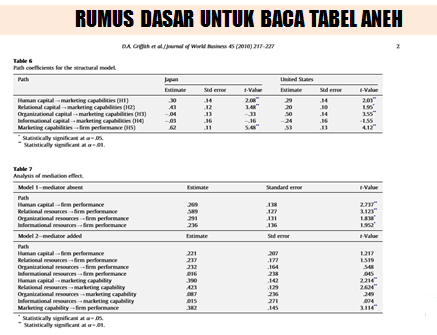 RUMUS DASAR UNTUK BACA TABEL ANEH
D.A. Griffith et al./Journal of World Business 45 (2010) 217–227
2
Table 6
Path coefficients for the structural model.
Path Japan United States
Estimate Std error t-Value Estimate Std error t-Value
Human capital → marketing capabilities (H1) .30 .14 2.08** .29 .14 2.03**
Relational capital → marketing capabilities (H2) .43 .12 3.48** .20 .10 1.95*
Organizational capital → marketing capabilities (H3) –.04 .13 –.33 .50 .14 3.55**
Informational capital → marketing capabilities (H4) –.03 .16 –.16 –.24 .16 -1.55
Marketing capabilities → firm performance (H5) .62 .11 5.48** .53 .13 4.12**
* Statistically significant at α=.05.
** Statistically significant at α=.01.
Table 7
Analysis of mediation effect.
Model 1—mediator absent Estimate Standard error t-Value
Path
Human capital → firm performance .269 .138 2.737**
Relational resources → firm performance .589 .127 3.123**
Organizational resources → firm performance .291 .131 1.838*
Informational resources → firm performance .236 .136 1.952*
Model 2—mediator added Estimate Std error t-Value
Path
Human capital → firm performance .221 .207 1.217
Relational resources → firm performance .237 .177 1.519
Organizational resources → firm performance .232 .164 .548
Informational resources → firm performance .016 .238 .045
Human capital → marketing capability .390 .142 2.214**
Relational resources → marketing capability .423 .129 2.624**
Organizational resources → marketing capability .087 .236 .249
Informational resources → marketing capability .015 .271 .074
Marketing capability → firm performance .382 .145 3.114**
* Statistically significant at α=.05.
** Statistically significant at α=.01.